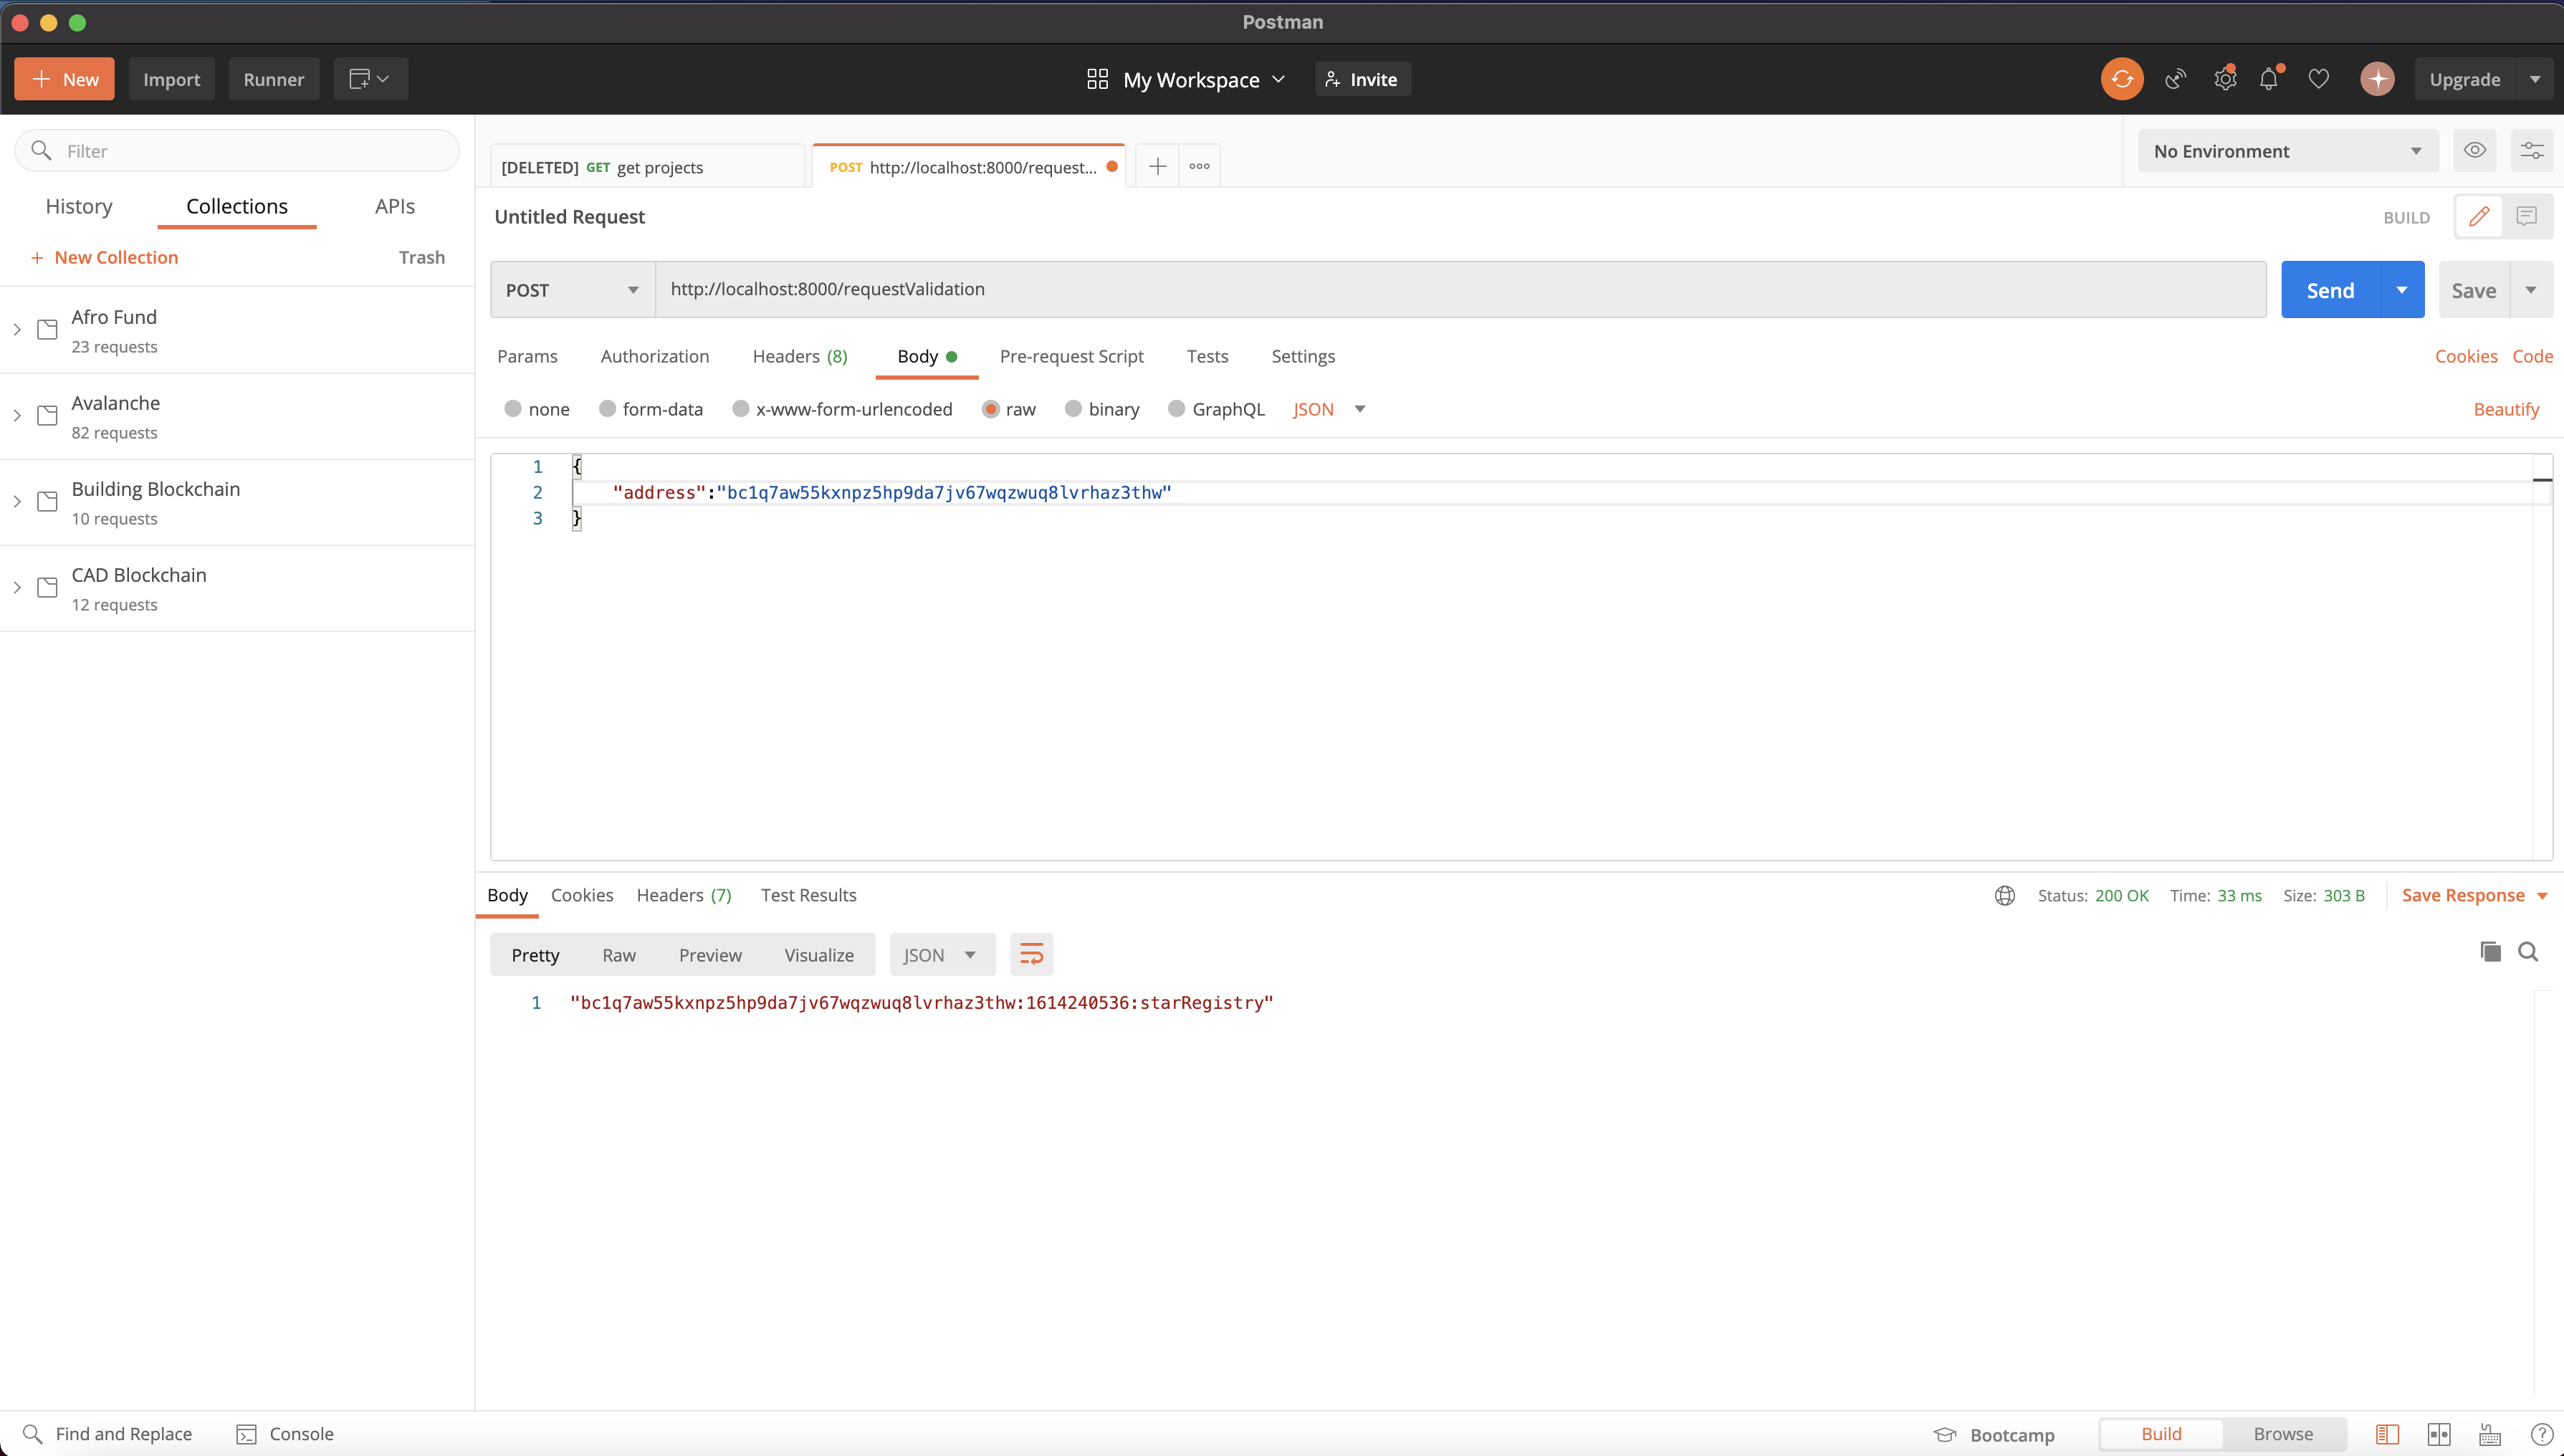 Postman
New
Import
Runner
My Workspace
Invite
Upgrade
Filter
History
Collections
APIs
+ New Collection
Trash
Afro Fund
23 requests
Avalanche
82 requests
Building Blockchain
10 requests
CAD Blockchain
12 requests
[DELETED] GET get projects
POST http://localhost:8000/request...
No Environment
Untitled Request
BUILD
POST
http://localhost:8000/requestValidation
Send
Save
Params
Authorization
Headers (8)
Body
Pre-request Script
Tests
Settings
Cookies
Code
none
form-data
x-www-form-urlencoded
raw
binary
GraphQL
JSON
Beautify
1 {
2 "address":"bc1q7aw55kxnpz5hp9da7jv67wqzwuq8lvrhaz3thw"
3 }
Body
Cookies
Headers (7)
Test Results
Status: 200 OK
Time: 33 ms
Size: 303 B
Save Response
Pretty
Raw
Preview
Visualize
JSON
1 "bc1q7aw55kxnpz5hp9da7jv67wqzwuq8lvrhaz3thw:1614240536:starRegistry"
Find and Replace
Console
Bootcamp
Build
Browse